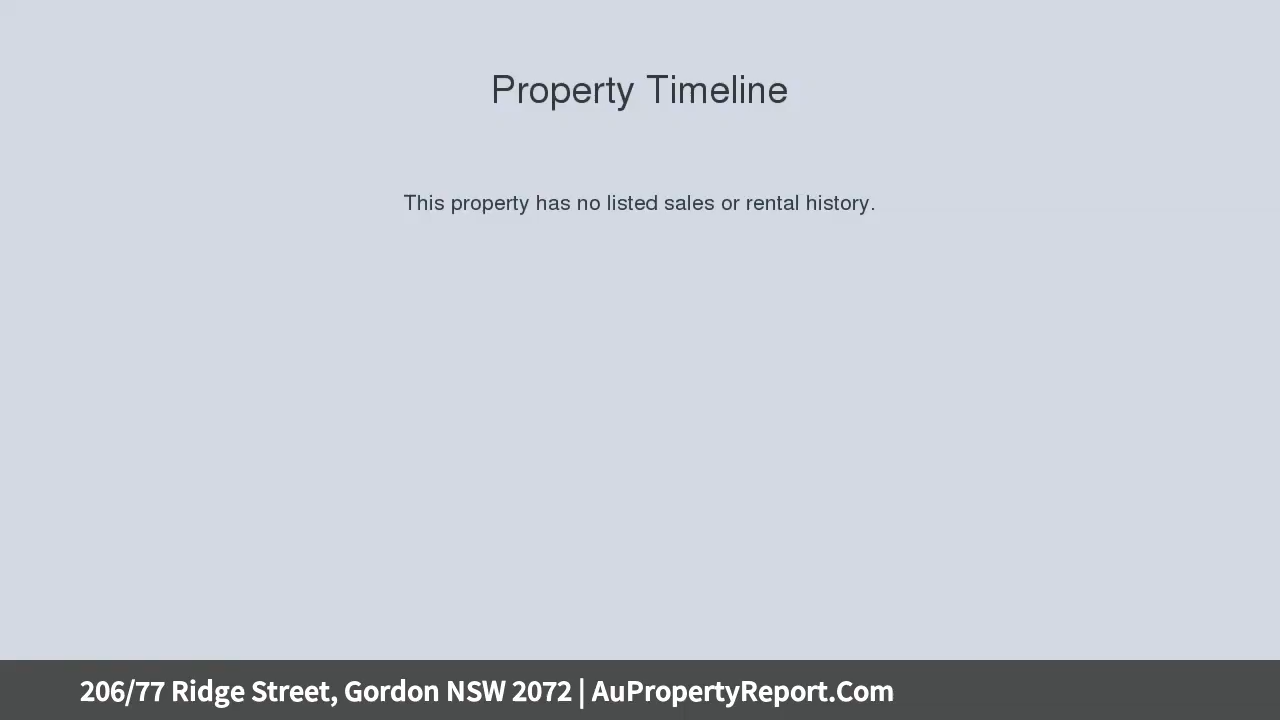 Property Timeline
This property has no listed sales or rental history.
206/77 Ridge Street, Gordon NSW 2072 | AuPropertyReport.Com